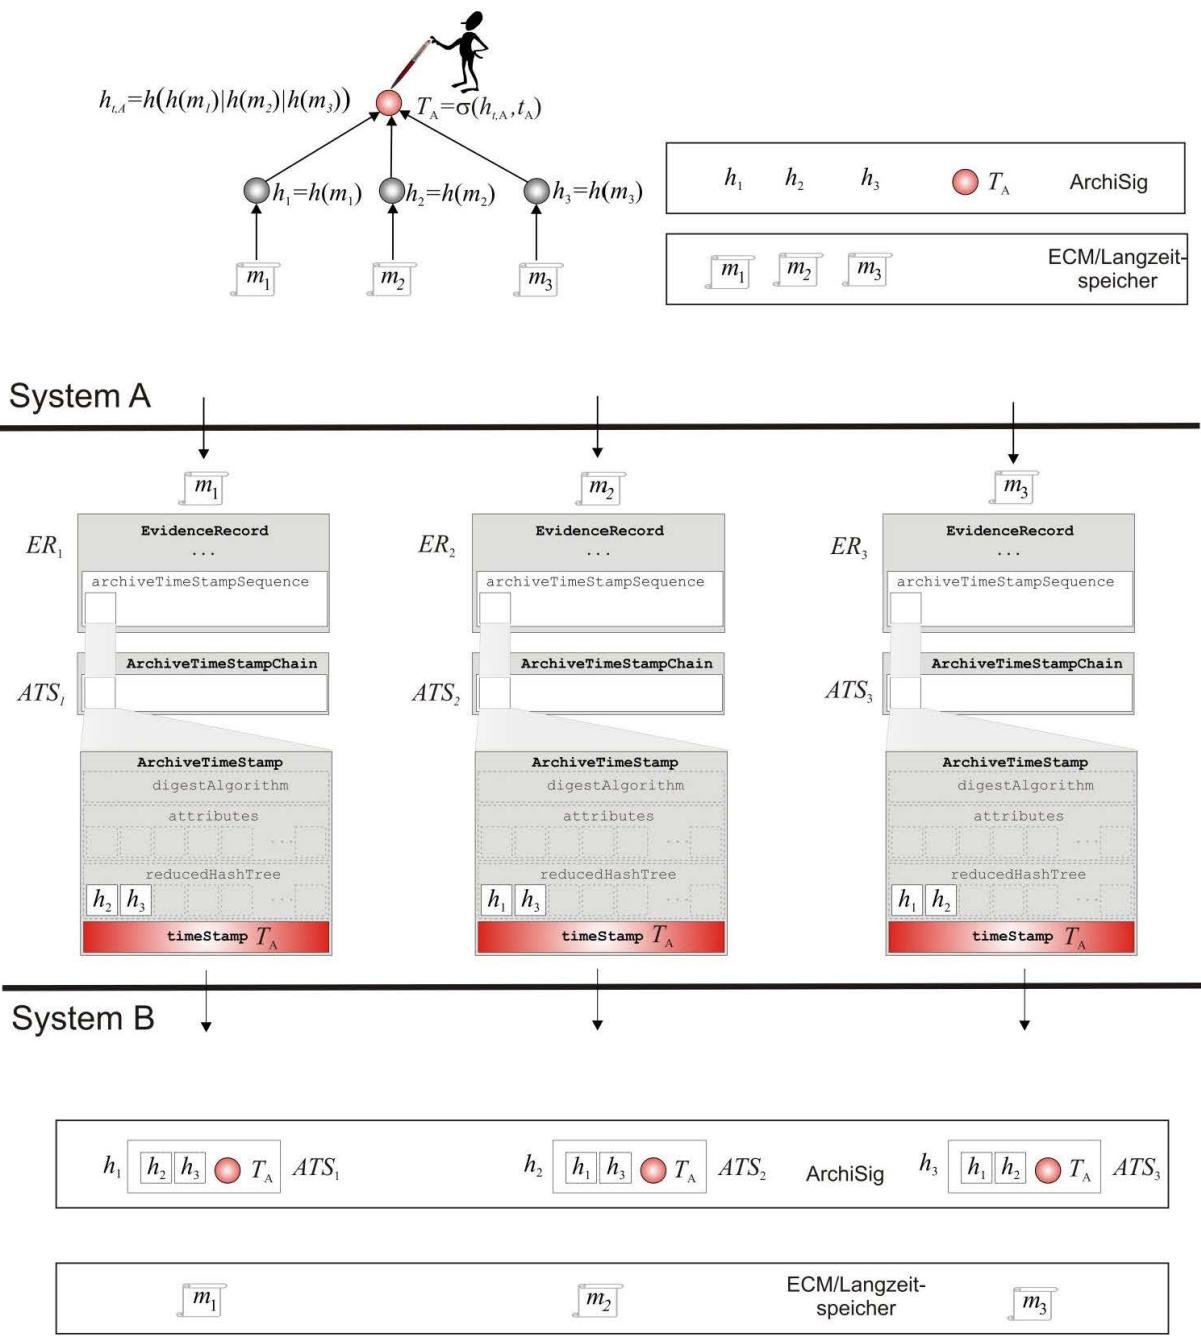 h_{t,A}=h(h(m_1)|h(m_2)|h(m_3)) T_A=σ(h_{t,A},t_A)
h_1=h(m_1) h_2=h(m_2) h_3=h(m_3)
m_1 m_2 m_3
h_1 h_2 h_3 T_A ArchiSig
m_1 m_2 m_3 ECM/Langzeit-
speicher
System A
m_1 m_2 m_3
ER_1 EvidenceRecord ER_2 EvidenceRecord ER_3 EvidenceRecord
... ... ...
archiveTimeStampSequence archiveTimeStampSequence archiveTimeStampSequence
ArchiveTimeStampChain ArchiveTimeStampChain ArchiveTimeStampChain
ATS_1 ATS_2 ATS_3
ArchiveTimeStamp ArchiveTimeStamp ArchiveTimeStamp
digestAlgorithm digestAlgorithm digestAlgorithm
attributes attributes attributes
... ... ...
reducedHashTree reducedHashTree reducedHashTree
h_2 h_3 ... h_1 h_3 ... h_1 h_2 ...
timeStamp T_A timeStamp T_A timeStamp T_A
System B
h_1 h_2 h_3 T_A ATS_1 h_2 h_1 h_3 T_A ATS_2 ArchiSig h_3 h_1 h_2 T_A ATS_3
m_1 m_2 ECM/Langzeit-
speicher m_3